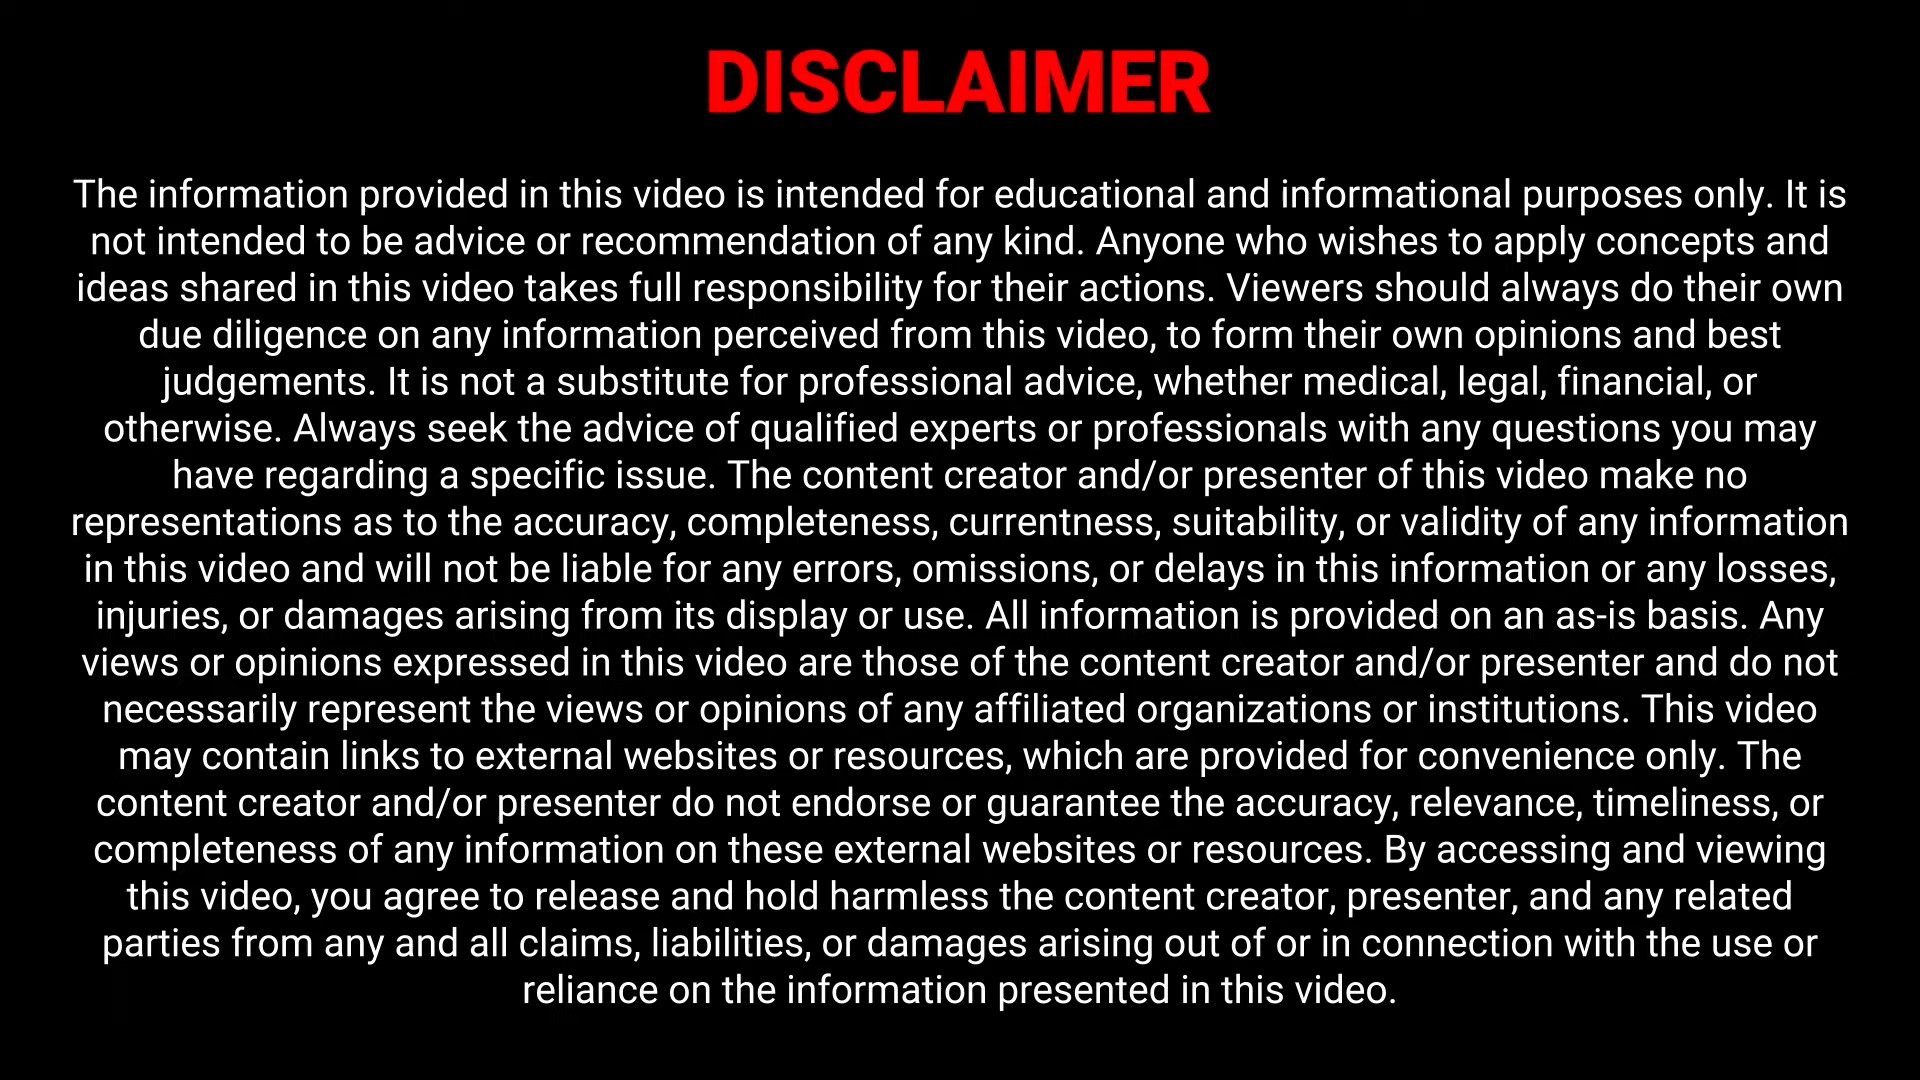 DISCLAIMER
The information provided in this video is intended for educational and informational purposes only. It is
not intended to be advice or recommendation of any kind. Anyone who wishes to apply concepts and
ideas shared in this video takes full responsibility for their actions. Viewers should always do their own
due diligence on any information perceived from this video, to form their own opinions and best
judgements. It is not a substitute for professional advice, whether medical, legal, financial, or
otherwise. Always seek the advice of qualified experts or professionals with any questions you may
have regarding a specific issue. The content creator and/or presenter of this video make no
representations as to the accuracy, completeness, currentness, suitability, or validity of any information
in this video and will not be liable for any errors, omissions, or delays in this information or any losses,
injuries, or damages arising from its display or use. All information is provided on an as-is basis. Any
views or opinions expressed in this video are those of the content creator and/or presenter and do not
necessarily represent the views or opinions of any affiliated organizations or institutions. This video
may contain links to external websites or resources, which are provided for convenience only. The
content creator and/or presenter do not endorse or guarantee the accuracy, relevance, timeliness, or
completeness of any information on these external websites or resources. By accessing and viewing
this video, you agree to release and hold harmless the content creator, presenter, and any related
parties from any and all claims, liabilities, or damages arising out of or in connection with the use or
reliance on the information presented in this video.